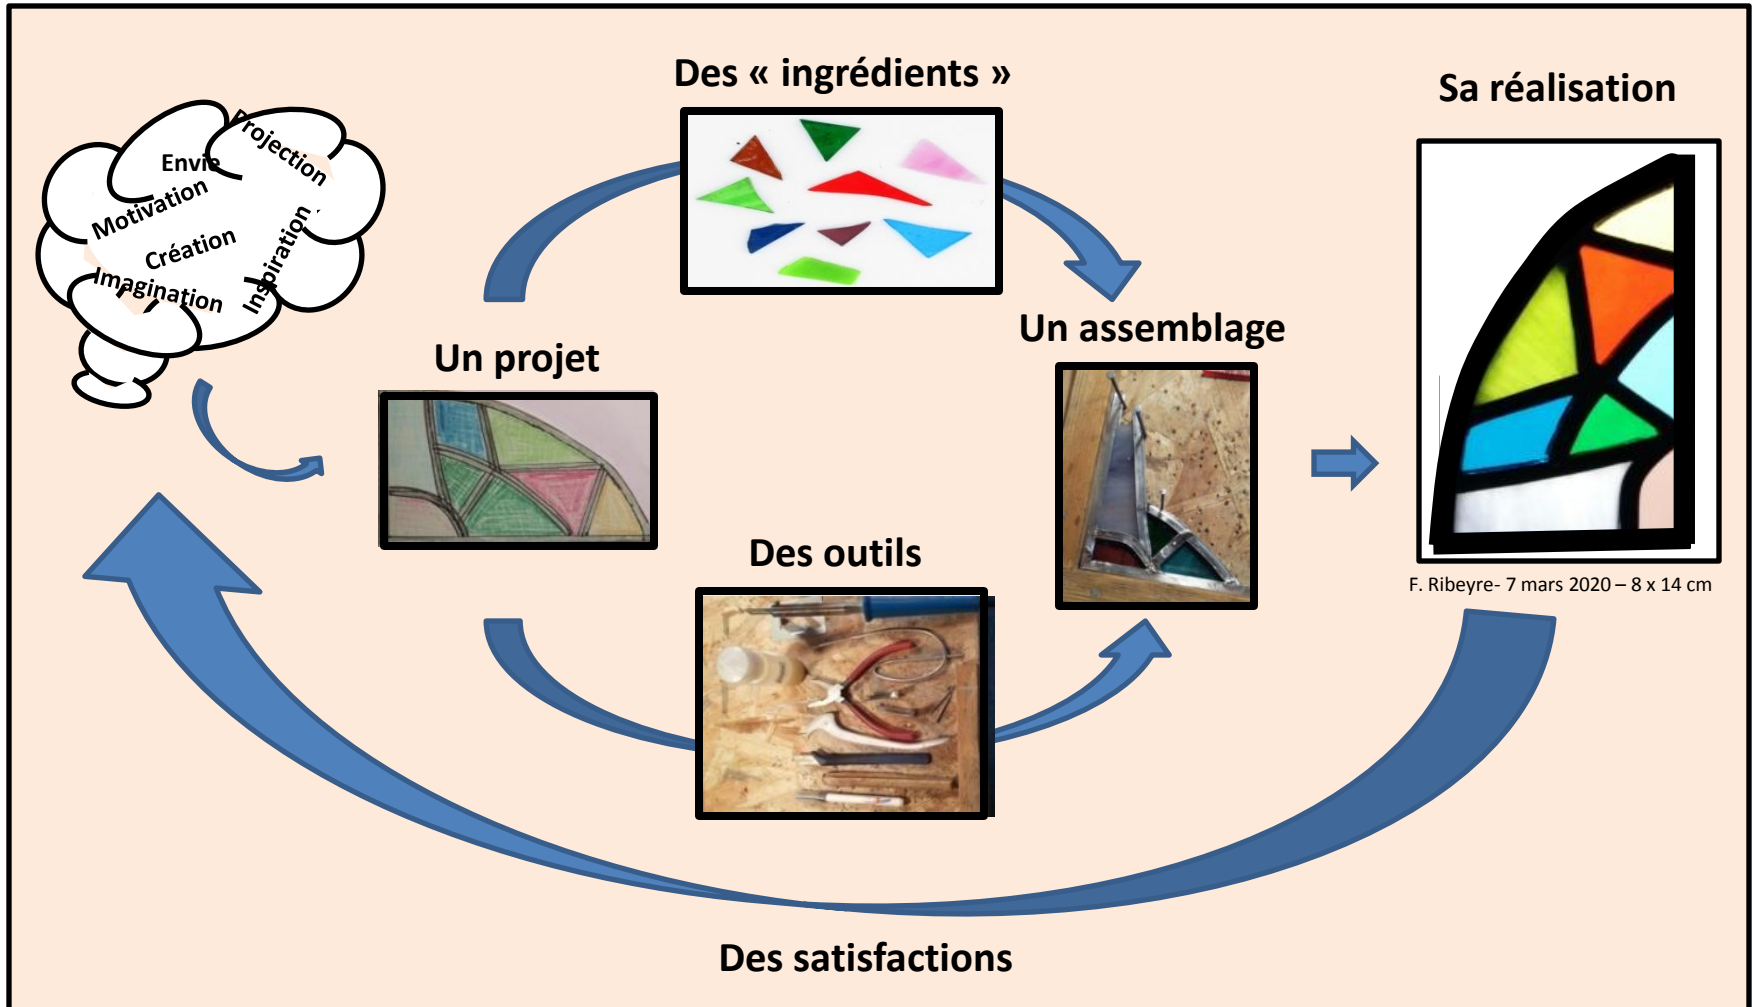 Des « ingrédients »
Sa réalisation
Projection
Envie
Motivation
Création
Inspiration
Imagination
Un assemblage
Un projet
Des outils
F. Ribeyre- 7 mars 2020 – 8 x 14 cm
Des satisfactions